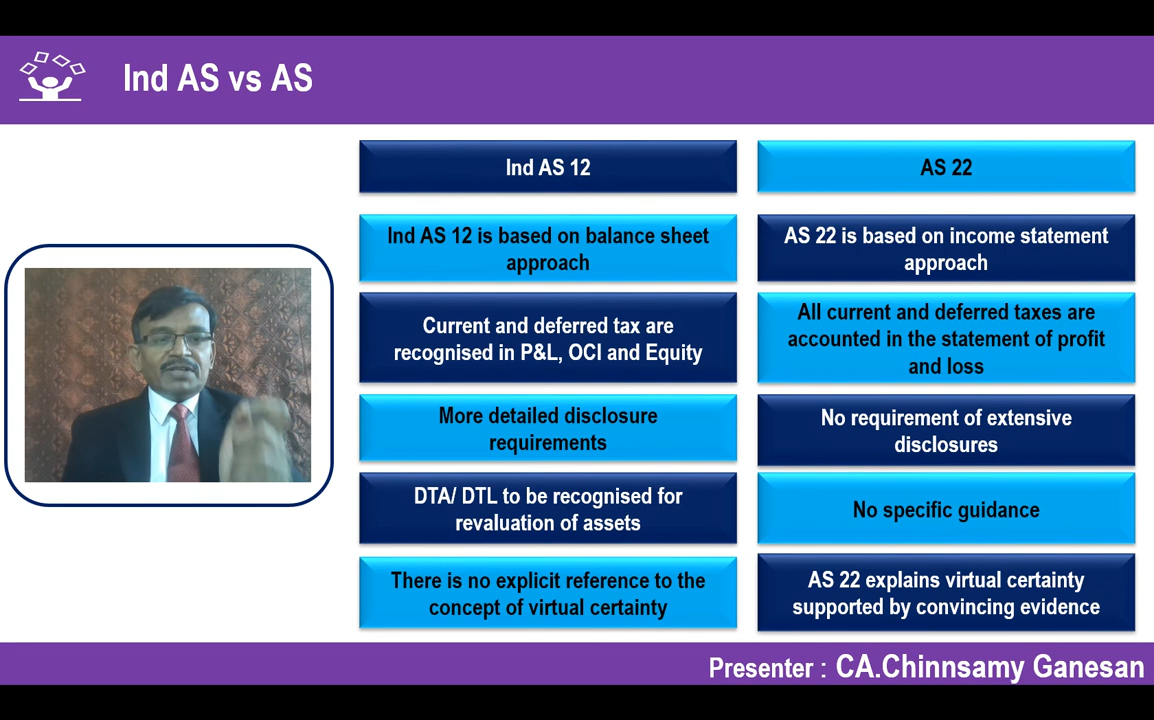 Ind AS vs AS
Ind AS 12
AS 22
Ind AS 12 is based on balance sheet
approach
AS 22 is based on income statement
approach
Current and deferred tax are
recognised in P&L, OCI and Equity
All current and deferred taxes are
accounted in the statement of profit
and loss
More detailed disclosure
requirements
No requirement of extensive
disclosures
DTA/ DTL to be recognised for
revaluation of assets
No specific guidance
There is no explicit reference to the
concept of virtual certainty
AS 22 explains virtual certainty
supported by convincing evidence
Presenter : CA.Chinnsamy Ganesan